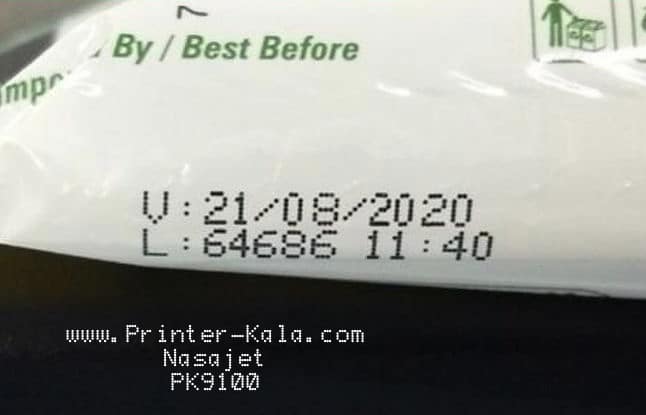 By / Best Before
V:21/08/2020
L:64686 11:40
www.Printer-Kala.com
Nasajet
PK9100